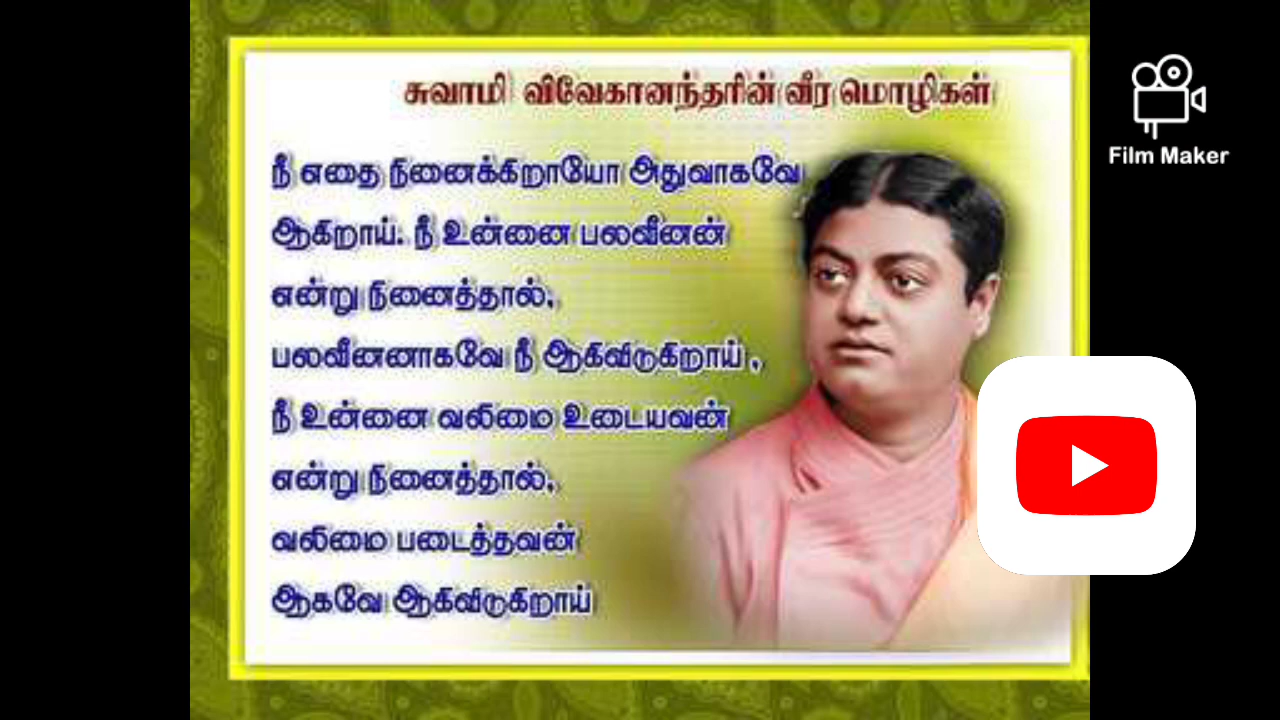 சுவாமி விவேகானந்தரின் வீர மொழிகள்
நீ எதை நினைக்கிறாயோ அதுவாகவே
ஆகிறாய். நீ உன்னை பலவீனன்
என்று நினைத்தால்,
பலவீனனாகவே நீ ஆகிவிடுகிறாய் ,
நீ உன்னை வலிமை உடையவன்
என்று நினைத்தால்,
வலிமை படைத்தவன்
ஆகவே ஆகிவிடுகிறாய்
Film Maker